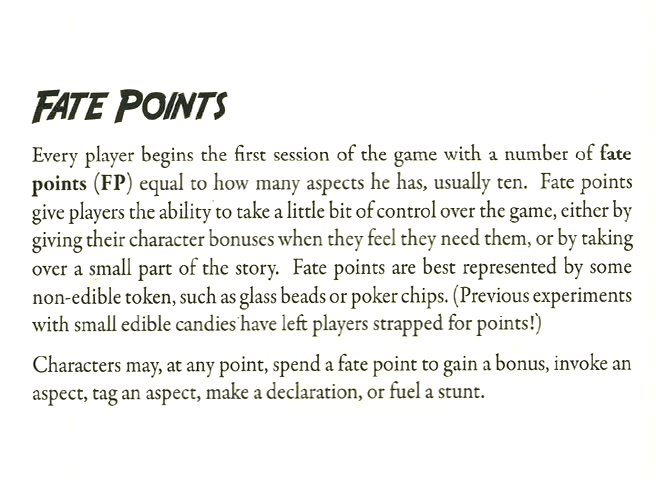 FATE POINTS
Every player begins the first session of the game with a number of fate
points (FP) equal to how many aspects he has, usually ten. Fate points
give players the ability to take a little bit of control over the game, either by
giving their character bonuses when they feel they need them, or by taking
over a small part of the story. Fate points are best represented by some
non-edible token, such as glass beads or poker chips. (Previous experiments
with small edible candies have left players strapped for points!)
Characters may, at any point, spend a fate point to gain a bonus, invoke an
aspect, tag an aspect, make a declaration, or fuel a stunt.